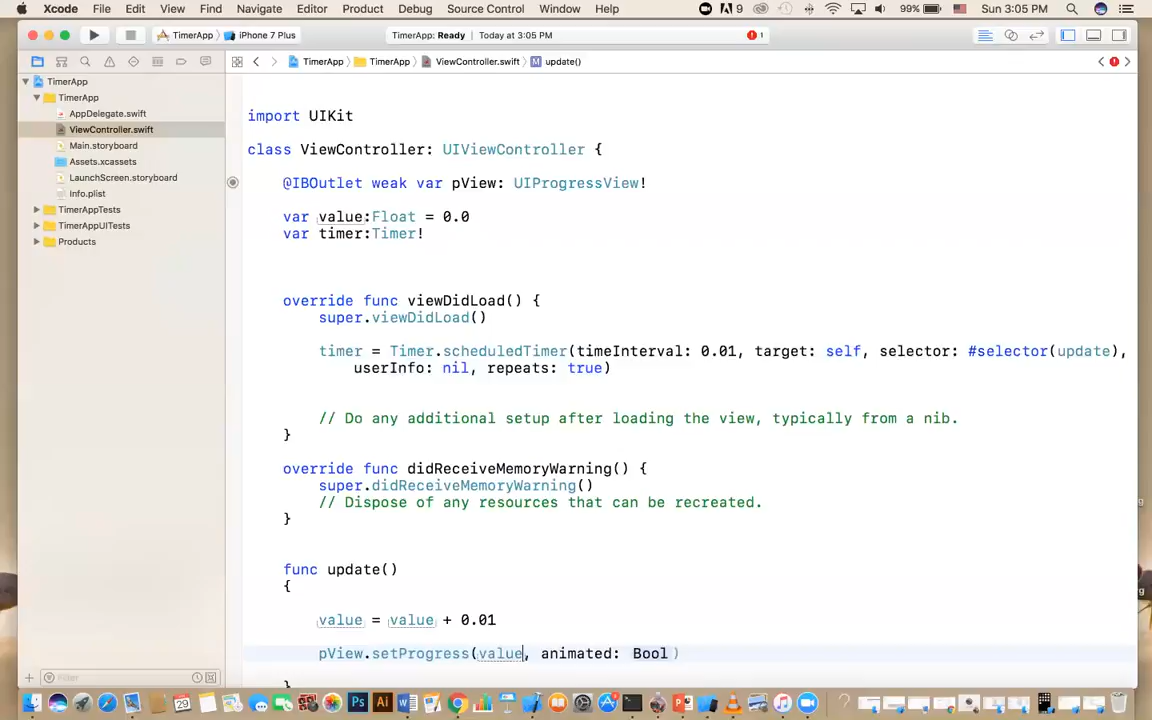 Xcode File Edit View Find Navigate Editor Product Debug Source Control Window Help 9 99% Sun 3:05 PM
TimerApp iPhone 7 Plus TimerApp: Ready Today at 3:05 PM 1
TimerApp TimerApp ViewController.swift M update()
TimerApp
TimerApp
AppDelegate.swift
ViewController.swift
Main.storyboard
Assets.xcassets
LaunchScreen.storyboard
Info.plist
TimerAppTests
TimerAppUITests
Products
import UIKit
class ViewController: UIViewController {
@IBOutlet weak var pView: UIProgressView!
var value:Float = 0.0
var timer:Timer!
override func viewDidLoad() {
super.viewDidLoad()
timer = Timer.scheduledTimer(timeInterval: 0.01, target: self, selector: #selector(update),
userInfo: nil, repeats: true)
// Do any additional setup after loading the view, typically from a nib.
}
override func didReceiveMemoryWarning() {
super.didReceiveMemoryWarning()
// Dispose of any resources that can be recreated.
}
func update()
{
value = value + 0.01
pView.setProgress(value, animated: Bool )
}
Filter
29 Ps Ai